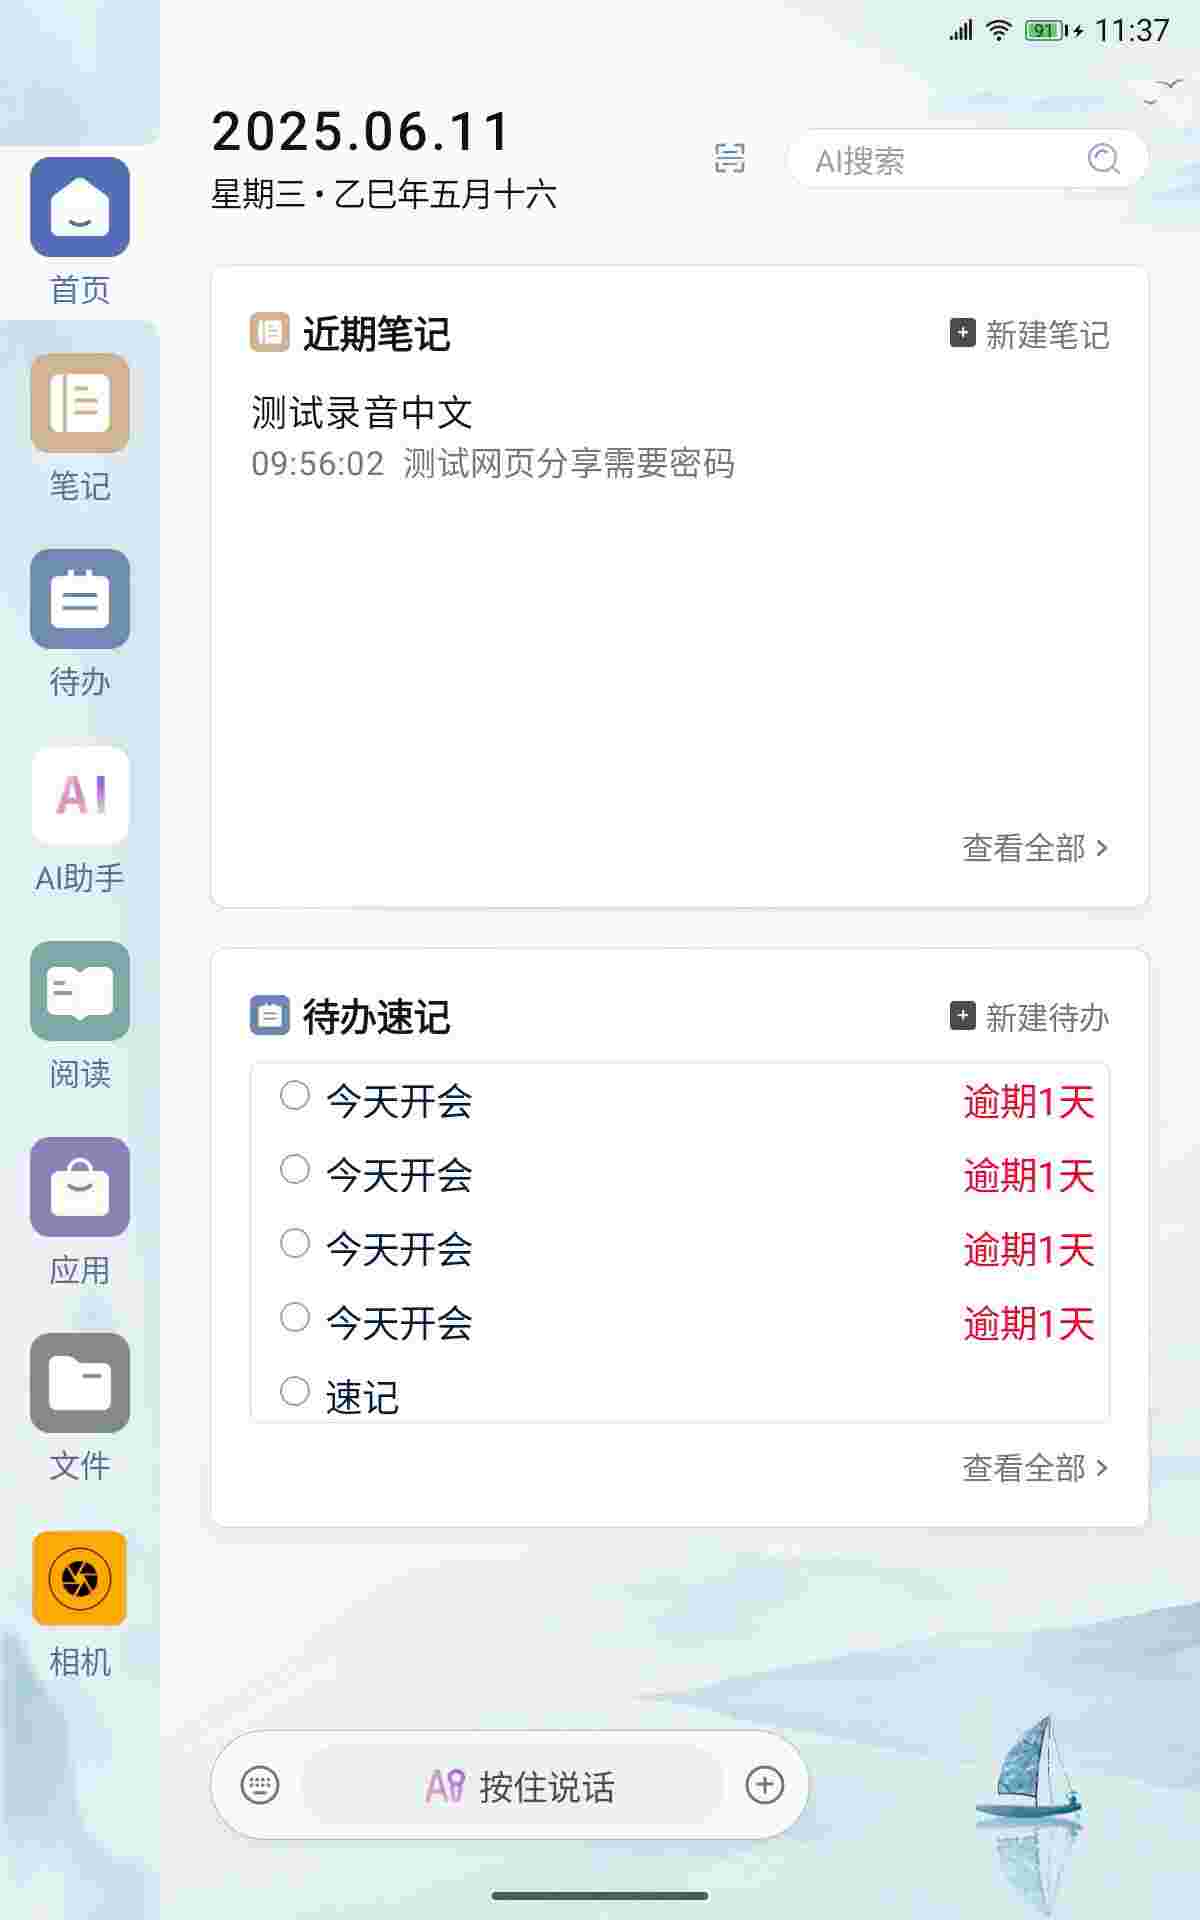 91 11:37
2025.06.11
星期三·乙巳年五月十六
AI搜索
首页
笔记
待办
AI
AI助手
阅读
应用
文件
相机
近期笔记
新建笔记
测试录音中文
09:56:02 测试网页分享需要密码
查看全部 >
待办速记
新建待办
今天开会 逾期1天
今天开会 逾期1天
今天开会 逾期1天
今天开会 逾期1天
速记
查看全部 >
AI 按住说话